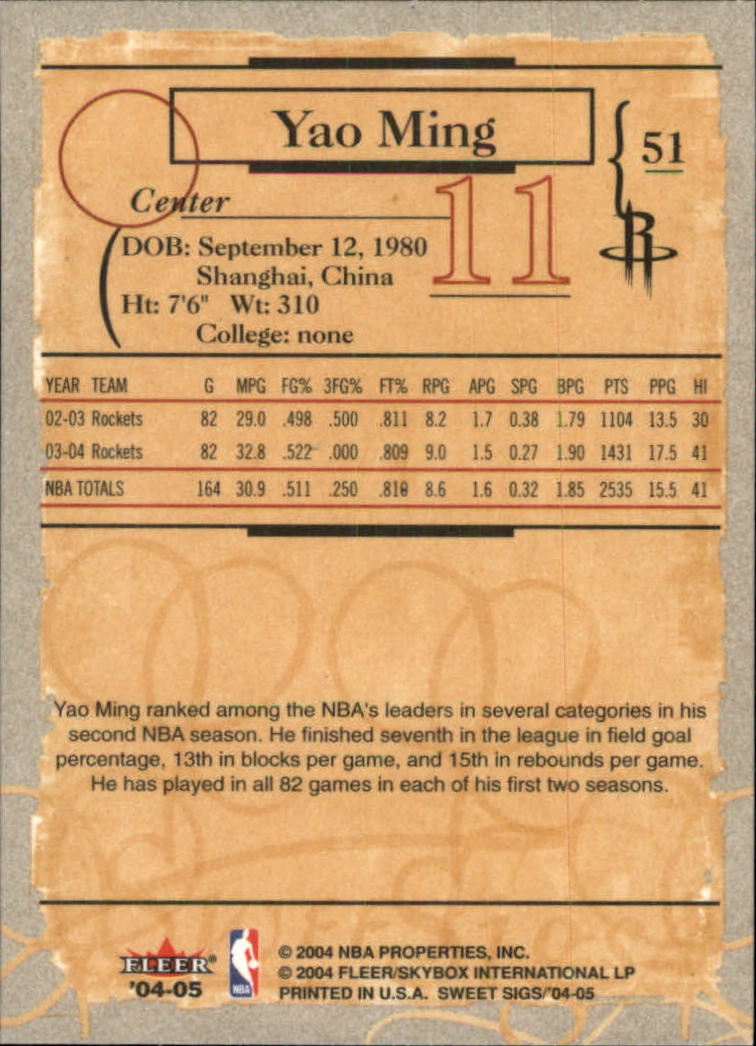 Yao Ming
51
Center
11
DOB: September 12, 1980
Shanghai, China
Ht: 7'6" Wt: 310
College: none
YEAR TEAM G MPG FG% 3FG% FT% RPG APG SPG BPG PTS PPG HI
02-03 Rockets 82 29.0 .498 .500 .811 8.2 1.7 0.38 1.79 1104 13.5 30
03-04 Rockets 82 32.8 .522 .000 .809 9.0 1.5 0.27 1.90 1431 17.5 41
NBA TOTALS 164 30.9 .511 .250 .810 8.6 1.6 0.32 1.85 2535 15.5 41
Yao Ming ranked among the NBA's leaders in several categories in his
second NBA season. He finished seventh in the league in field goal
percentage, 13th in blocks per game, and 15th in rebounds per game.
He has played in all 82 games in each of his first two seasons.
FLEER®
'04-05
NBA
© 2004 NBA PROPERTIES, INC.
© 2004 FLEER/SKYBOX INTERNATIONAL LP
PRINTED IN U.S.A. SWEET SIGS/'04-05